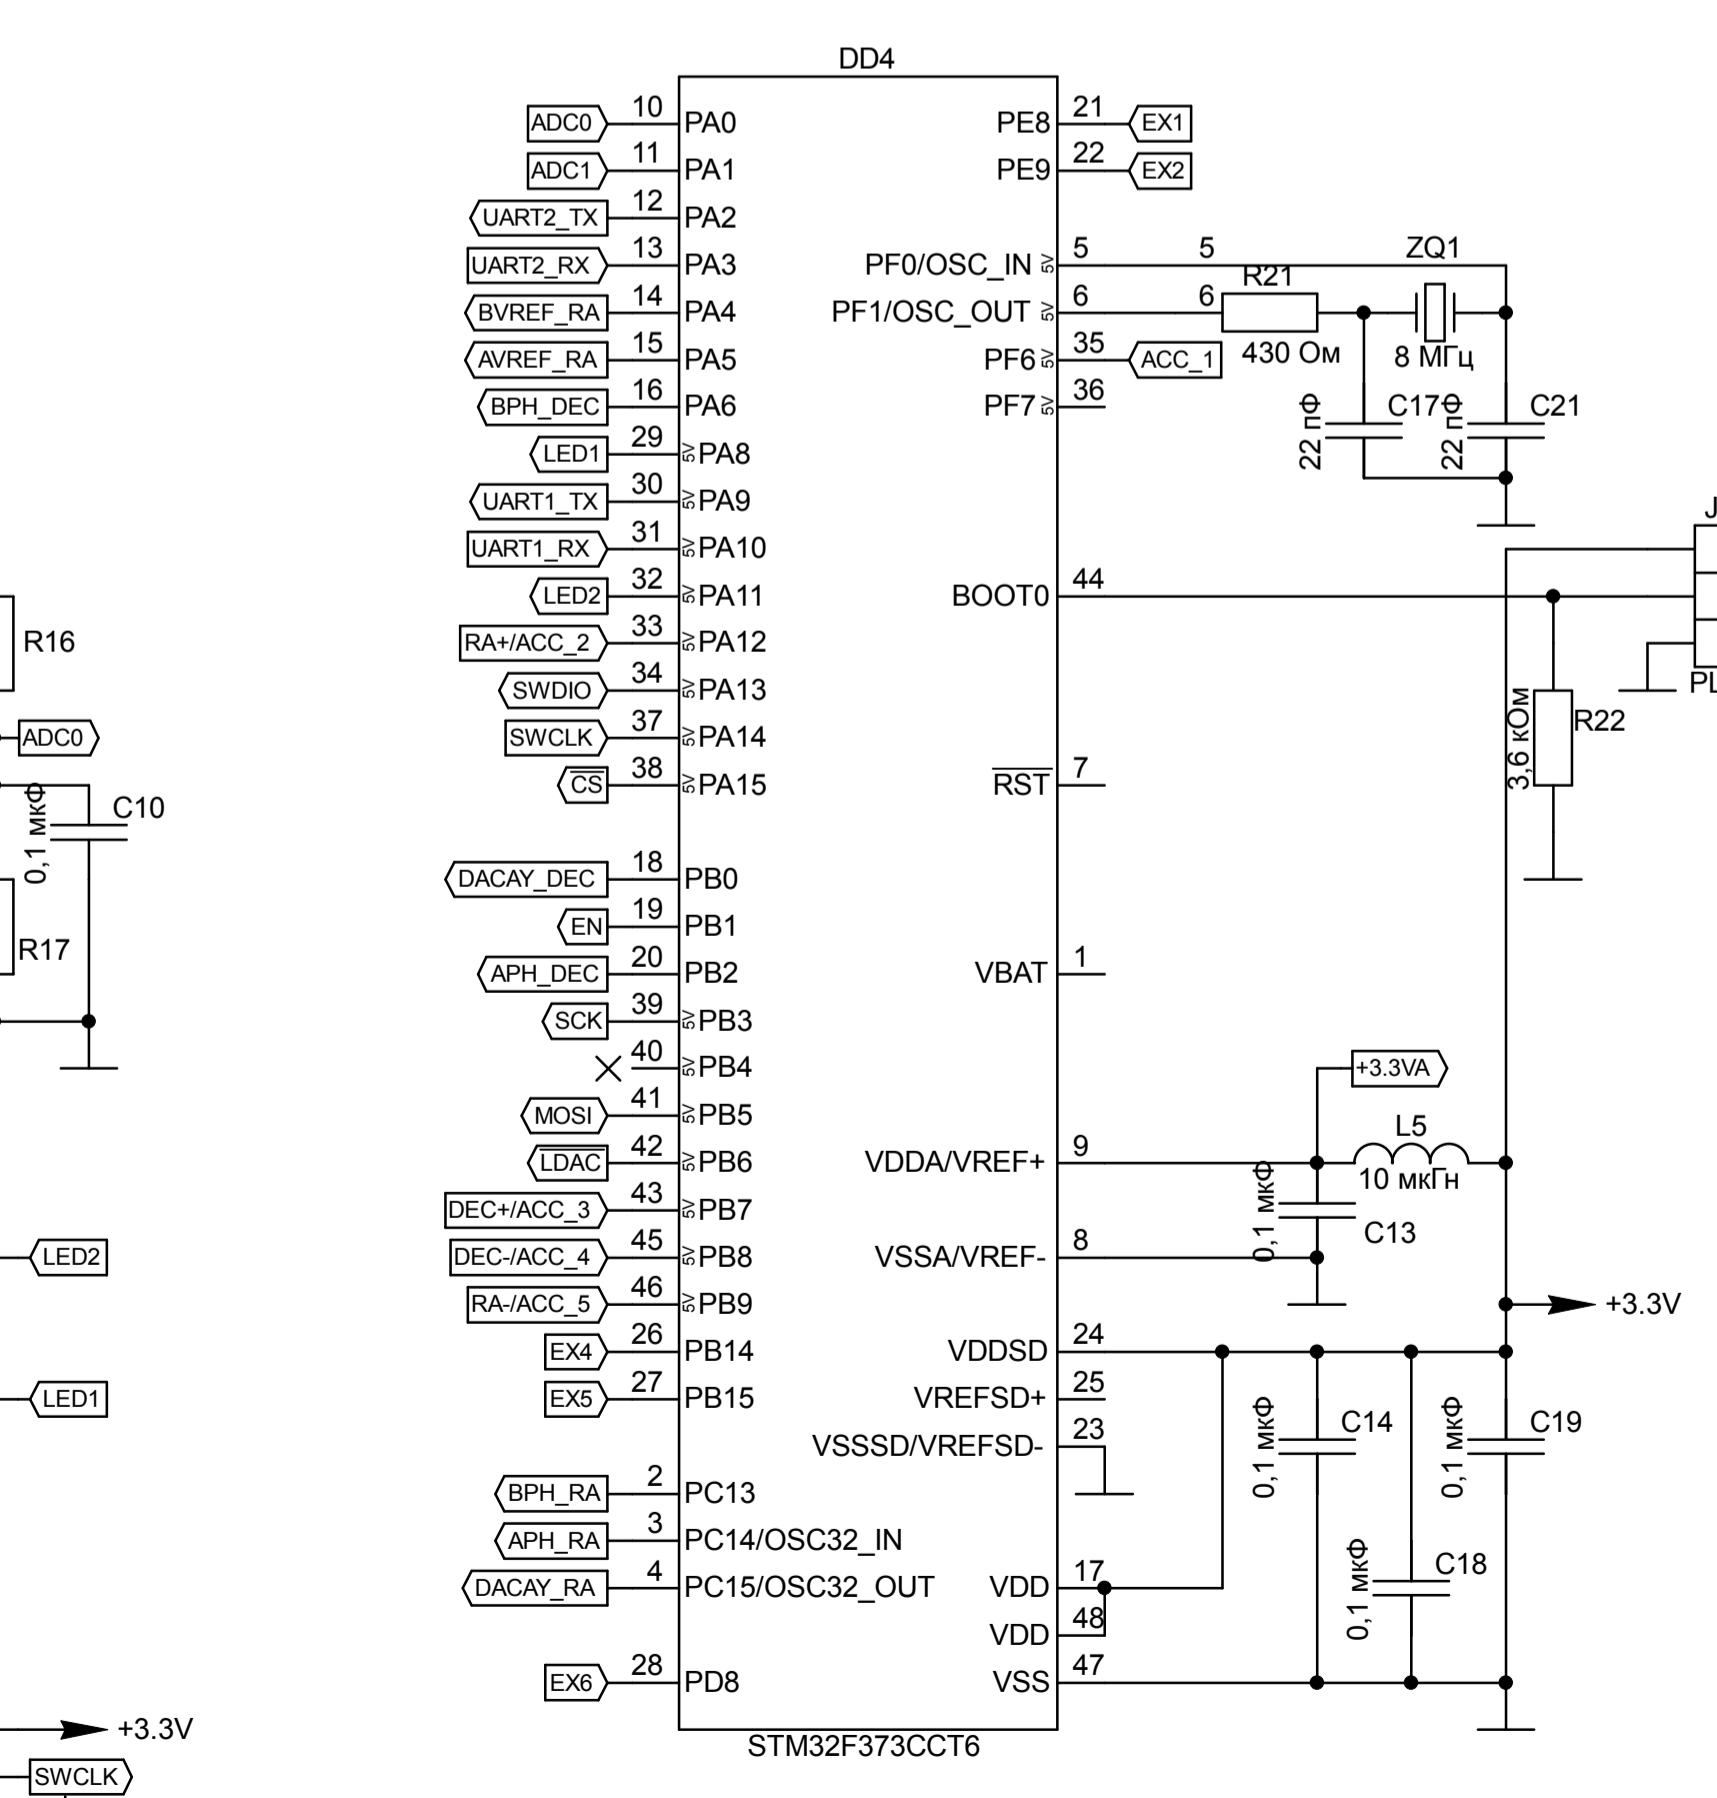 DD4
ADC0 10 PA0
ADC1 11 PA1
UART2_TX 12 PA2
UART2_RX 13 PA3
BVREF_RA 14 PA4
AVREF_RA 15 PA5
BPH_DEC 16 PA6
LED1 29 5V PA8
UART1_TX 30 5V PA9
UART1_RX 31 5V PA10
LED2 32 5V PA11
RA+/ACC_2 33 5V PA12
SWDIO 34 5V PA13
SWCLK 37 5V PA14
CS 38 5V PA15
DACAY_DEC 18 PB0
EN 19 PB1
APH_DEC 20 PB2
SCK 39 5V PB3
40 5V PB4
MOSI 41 5V PB5
LDAC 42 5V PB6
DEC+/ACC_3 43 5V PB7
DEC-/ACC_4 45 5V PB8
RA-/ACC_5 46 5V PB9
EX4 26 PB14
EX5 27 PB15
BPH_RA 2 PC13
APH_RA 3 PC14/OSC32_IN
DACAY_RA 4 PC15/OSC32_OUT
EX6 28 PD8
PE8 21 EX1
PE9 22 EX2
PF0/OSC_IN 5V 5 5
PF1/OSC_OUT 5V 6 6
PF6 5V 35 ACC_1
PF7 5V 36
BOOT0 44
RST 7
VBAT 1
VDDA/VREF+ 9
VSSA/VREF- 8
VDDSD 24
VREFSD+ 25
VSSSD/VREFSD- 23
VDD 17
VDD 48
VSS 47
STM32F373CCT6
R21
430 Ом
ZQ1
8 МГц
C17
22 пФ
C21
22 пФ
J
PL
R22
3,6 кОм
+3.3VA
L5
10 мкГн
C13
0,1 мкФ
+3.3V
C14
0,1 мкФ
C18
0,1 мкФ
C19
0,1 мкФ
R16
ADC0
C10
0,1 мкФ
R17
LED2
LED1
+3.3V
SWCLK